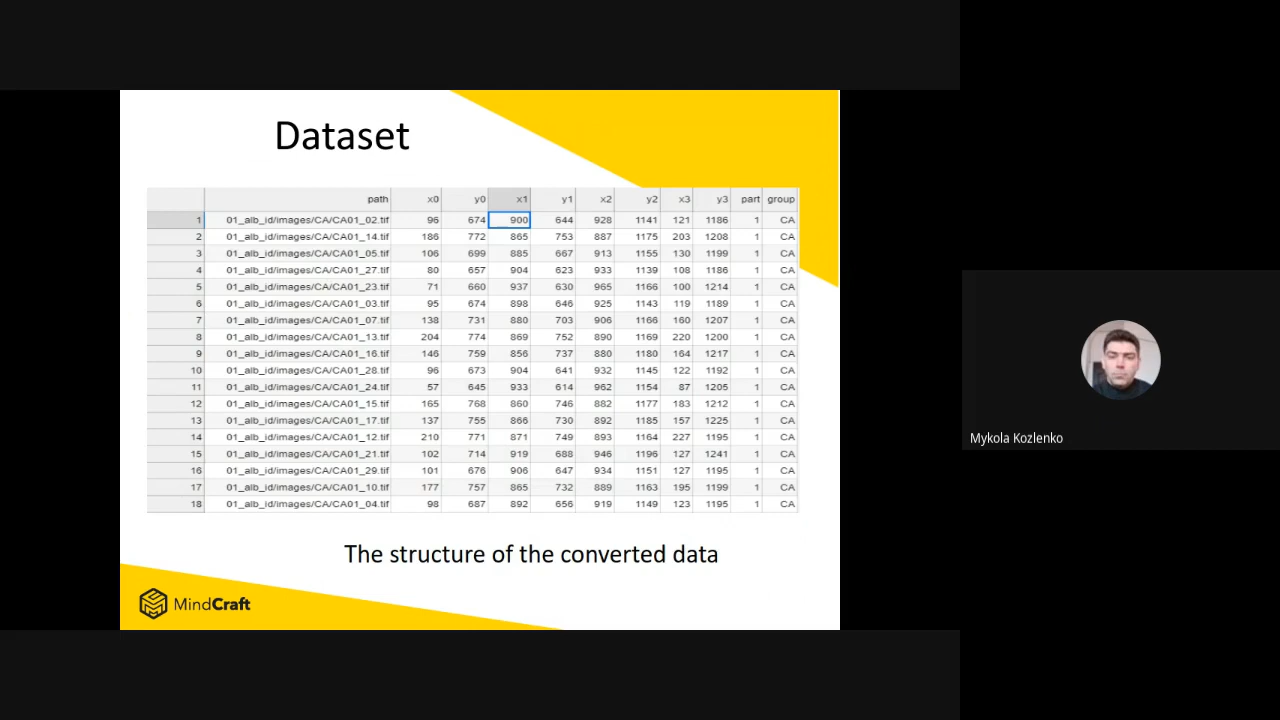 Dataset
path x0 y0 x1 y1 x2 y2 x3 y3 part group
1 01_alb_id/images/CA/CA01_02.tif 96 674 900 644 928 1141 121 1186 1 CA
2 01_alb_id/images/CA/CA01_14.tif 186 772 865 753 887 1175 203 1208 1 CA
3 01_alb_id/images/CA/CA01_05.tif 106 699 885 667 913 1155 130 1199 1 CA
4 01_alb_id/images/CA/CA01_27.tif 80 657 904 623 933 1139 108 1186 1 CA
5 01_alb_id/images/CA/CA01_23.tif 71 660 937 630 965 1166 100 1214 1 CA
6 01_alb_id/images/CA/CA01_03.tif 95 674 898 646 925 1143 119 1189 1 CA
7 01_alb_id/images/CA/CA01_07.tif 138 731 880 703 906 1166 160 1207 1 CA
8 01_alb_id/images/CA/CA01_13.tif 204 774 869 752 890 1169 220 1200 1 CA
9 01_alb_id/images/CA/CA01_16.tif 146 759 856 737 880 1180 164 1217 1 CA
10 01_alb_id/images/CA/CA01_28.tif 96 673 904 641 932 1145 122 1192 1 CA
11 01_alb_id/images/CA/CA01_24.tif 57 645 933 614 962 1154 87 1205 1 CA
12 01_alb_id/images/CA/CA01_15.tif 165 768 860 746 882 1177 183 1212 1 CA
13 01_alb_id/images/CA/CA01_17.tif 137 755 866 730 892 1185 157 1225 1 CA
14 01_alb_id/images/CA/CA01_12.tif 210 771 871 749 893 1164 227 1195 1 CA
15 01_alb_id/images/CA/CA01_21.tif 102 714 919 688 946 1196 127 1241 1 CA
16 01_alb_id/images/CA/CA01_29.tif 101 676 906 647 934 1151 127 1195 1 CA
17 01_alb_id/images/CA/CA01_10.tif 177 757 865 732 889 1163 195 1199 1 CA
18 01_alb_id/images/CA/CA01_04.tif 98 687 892 656 919 1149 123 1195 1 CA
The structure of the converted data
MindCraft
Mykola Kozlenko